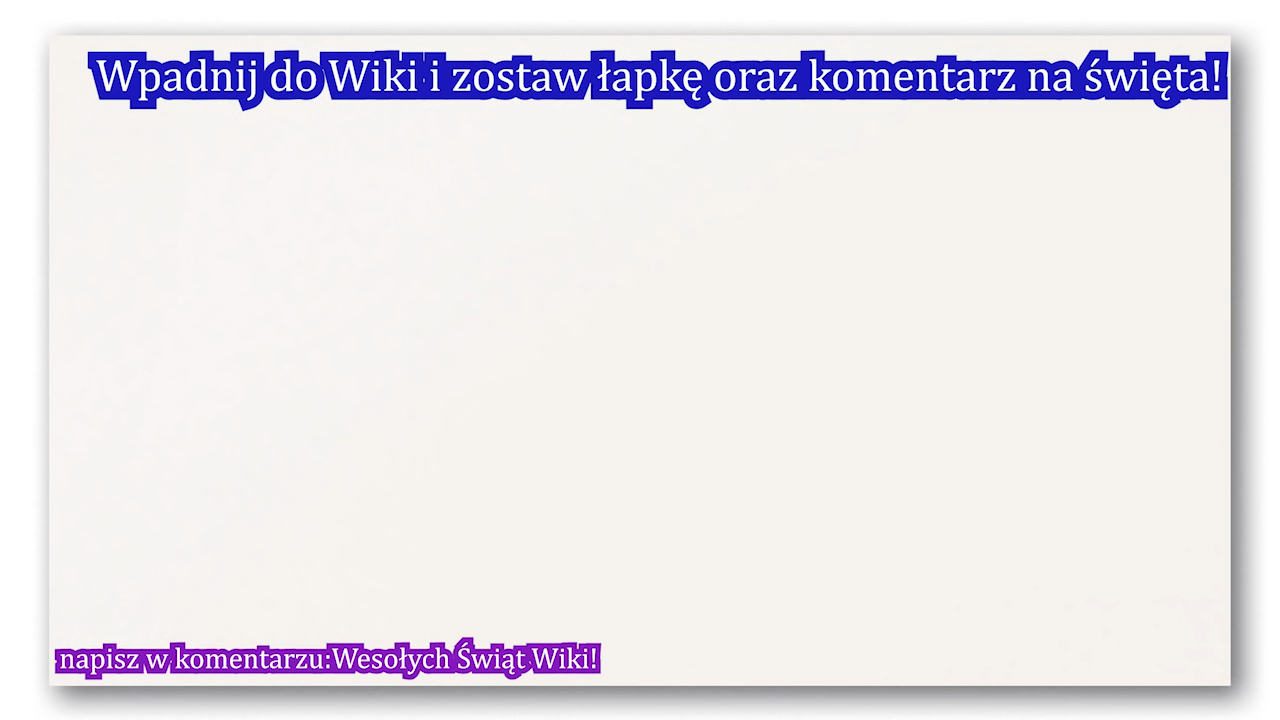 Wpadnij do Wiki i zostaw łapkę oraz komentarz na święta!
napisz w komentarzu:Wesołych Świąt Wiki!